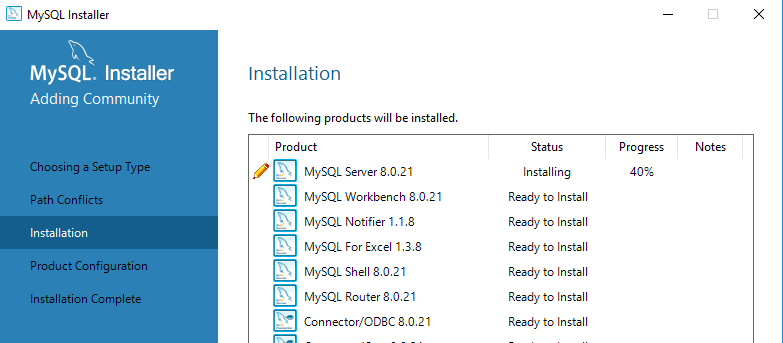 MySQL Installer
MySQL. Installer
Adding Community
Choosing a Setup Type
Path Conflicts
Installation
Product Configuration
Installation Complete
Installation
The following products will be installed.
Product Status Progress Notes
MySQL Server 8.0.21 Installing 40%
MySQL Workbench 8.0.21 Ready to Install
MySQL Notifier 1.1.8 Ready to Install
MySQL For Excel 1.3.8 Ready to Install
MySQL Shell 8.0.21 Ready to Install
MySQL Router 8.0.21 Ready to Install
Connector/ODBC 8.0.21 Ready to Install